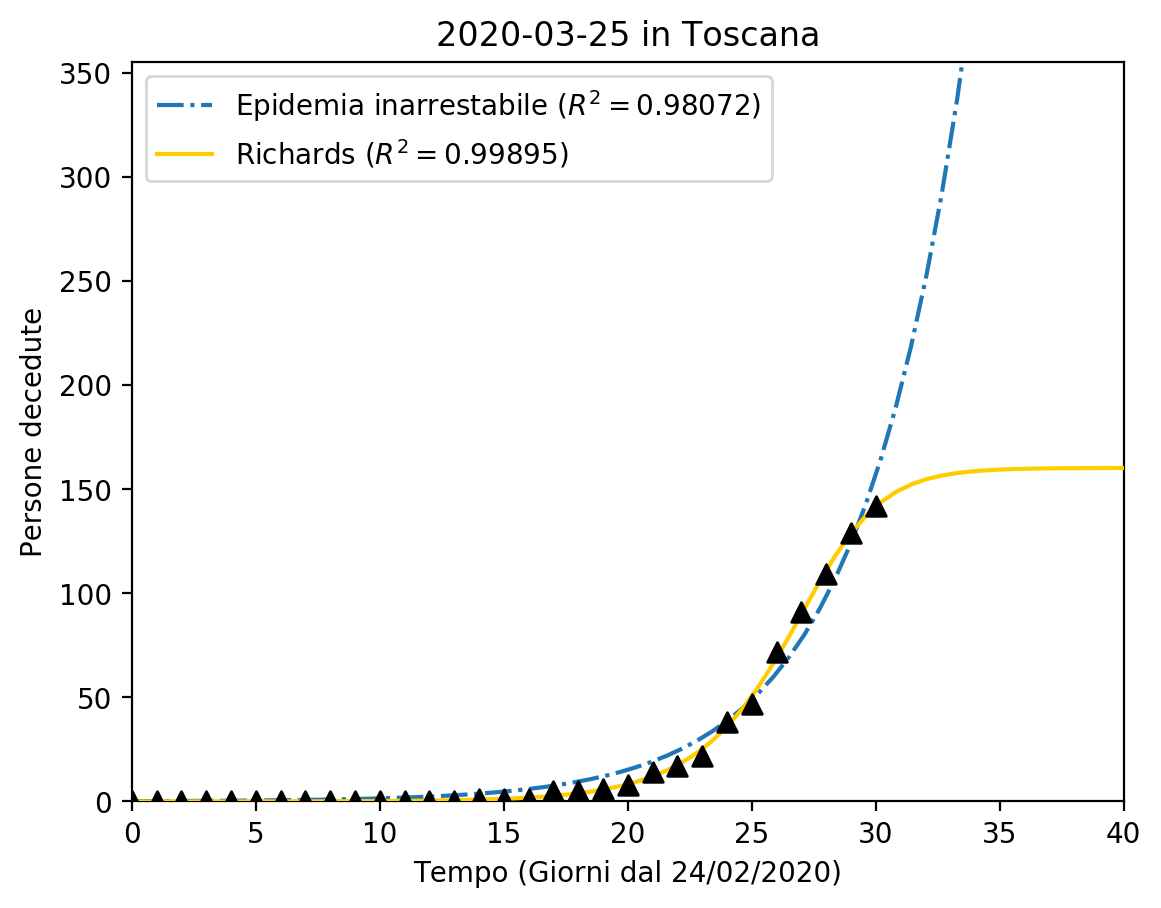 2020-03-25 in Toscana
Epidemia inarrestabile (R² = 0.98072)
Richards (R² = 0.99895)
350
300
250
200
150
100
50
0
Persone decedute
0 5 10 15 20 25 30 35 40
Tempo (Giorni dal 24/02/2020)